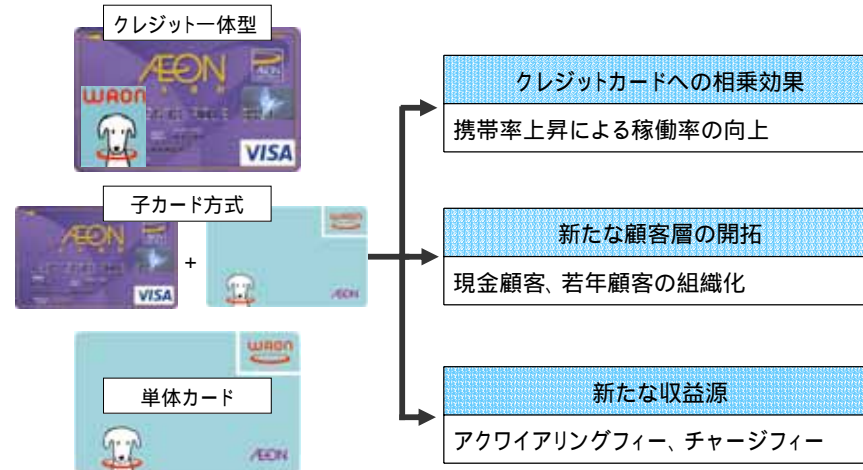 クレジット一体型
ÆON
WAON
VISA
子カード方式
ÆON
VISA
+
WAON
ÆON
WAON
単体カード
ÆON
クレジットカードへの相乗効果
携帯率上昇による稼働率の向上
新たな顧客層の開拓
現金顧客、若年顧客の組織化
新たな収益源
アクワイアリングフィー、チャージフィー